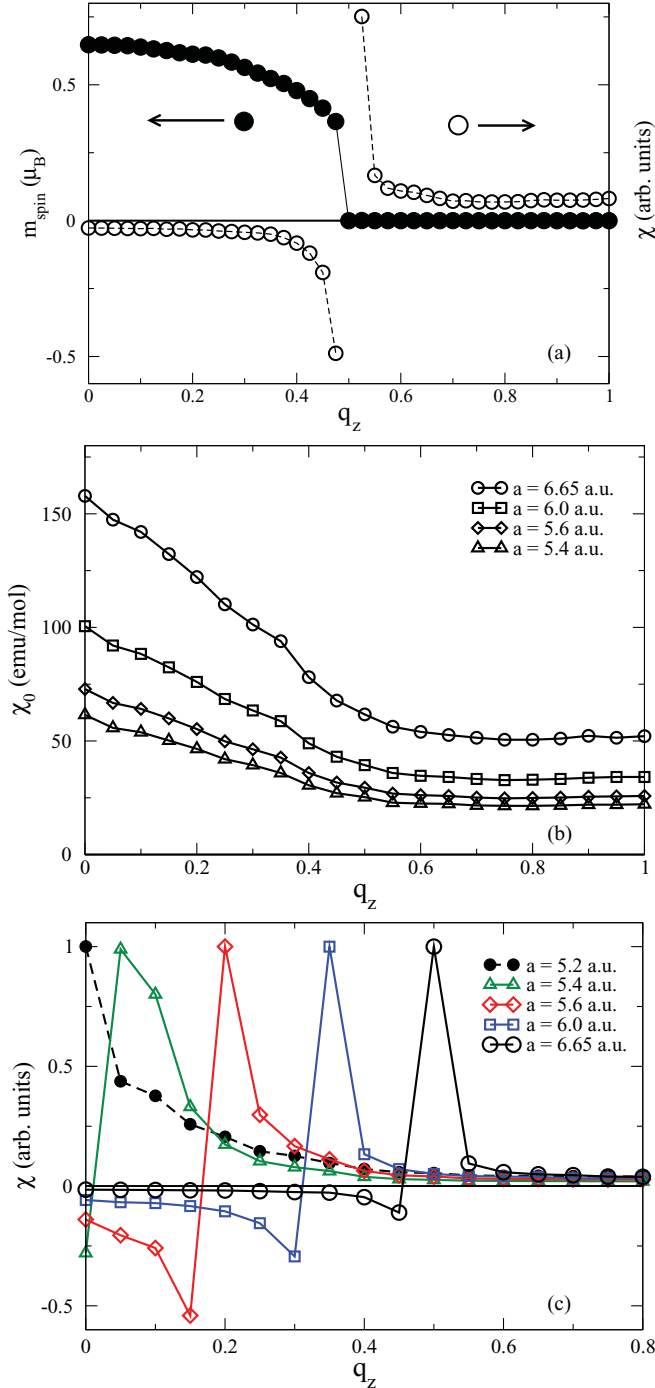 0.5
0
-0.5
m_spin (μ_B)
χ (arb. units)
(a)
0 0.2 0.4 0.6 0.8 1
q_z
150
100
50
0
χ_0 (emu/mol)
a = 6.65 a.u.
a = 6.0 a.u.
a = 5.6 a.u.
a = 5.4 a.u.
(b)
0 0.2 0.4 0.6 0.8 1
q_z
1
0.5
0
-0.5
χ (arb. units)
a = 5.2 a.u.
a = 5.4 a.u.
a = 5.6 a.u.
a = 6.0 a.u.
a = 6.65 a.u.
(c)
0 0.2 0.4 0.6 0.8
q_z